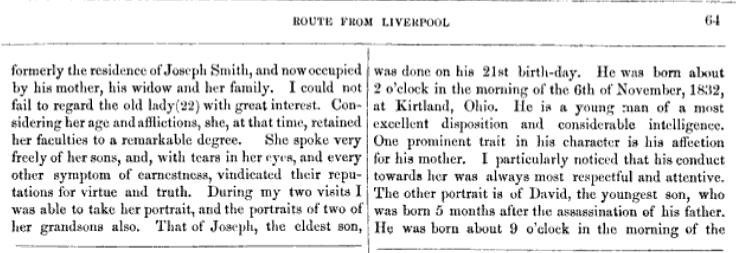 ROUTE FROM LIVERPOOL 64
formerly the residence of Joseph Smith, and now occupied
by his mother, his widow and her family. I could not
fail to regard the old lady(22) with great interest. Con-
sidering her age and afflictions, she, at that time, retained
her faculties to a remarkable degree. She spoke very
freely of her sons, and, with tears in her eyes, and every
other symptom of earnestness, vindicated their repu-
tations for virtue and truth. During my two visits I
was able to take her portrait, and the portraits of two of
her grandsons also. That of Joseph, the eldest son,
was done on his 21st birth-day. He was born about
2 o'clock in the morning of the 6th of November, 1832,
at Kirtland, Ohio. He is a young man of a most
excellent disposition and considerable intelligence.
One prominent trait in his character is his affection
for his mother. I particularly noticed that his conduct
towards her was always most respectful and attentive.
The other portrait is of David, the youngest son, who
was born 5 months after the assassination of his father.
He was born about 9 o'clock in the morning of the